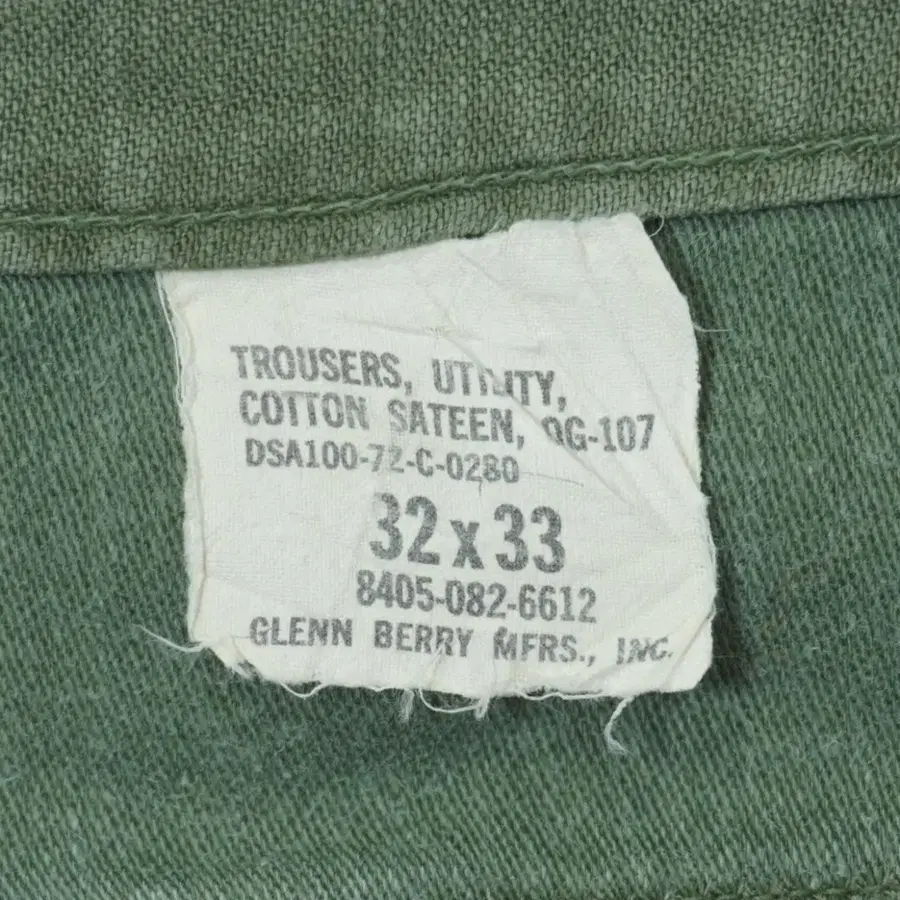 TROUSERS, UTILITY,
COTTON SATEEN, OG-107
DSA100-72-C-0280
32 x 33
8405-082-6612
GLENN BERRY MFRS., INC.